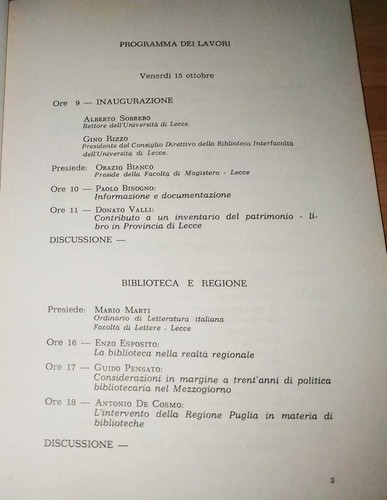 PROGRAMMA DEI LAVORI
Venerdì 15 ottobre
Ore 9 — INAUGURAZIONE
ALBERTO SOBRERO
Rettore dell'Università di Lecce.
GINO RIZZO
Presidente del Consiglio Direttivo della Biblioteca Interfacoltà
dell'Università di Lecce.
Presiede: ORAZIO BIANCO
Preside della Facoltà di Magistero - Lecce
Ore 10 — PAOLO BISOGNO:
Informazione e documentazione
Ore 11 — DONATO VALLI:
Contributo a un inventario del patrimonio - li-
bro in Provincia di Lecce
DISCUSSIONE —
BIBLIOTECA E REGIONE
Presiede: MARIO MARTI
Ordinario di Letteratura italiana
Facoltà di Lettere - Lecce
Ore 16 — ENZO ESPOSITO:
La biblioteca nella realtà regionale
Ore 17 — GUIDO PENSATO:
Considerazioni in margine a trent'anni di politica
bibliotecaria nel Mezzogiorno
Ore 18 — ANTONIO DE COSMO:
L'intervento della Regione Puglia in materia di
biblioteche
DISCUSSIONE —
3